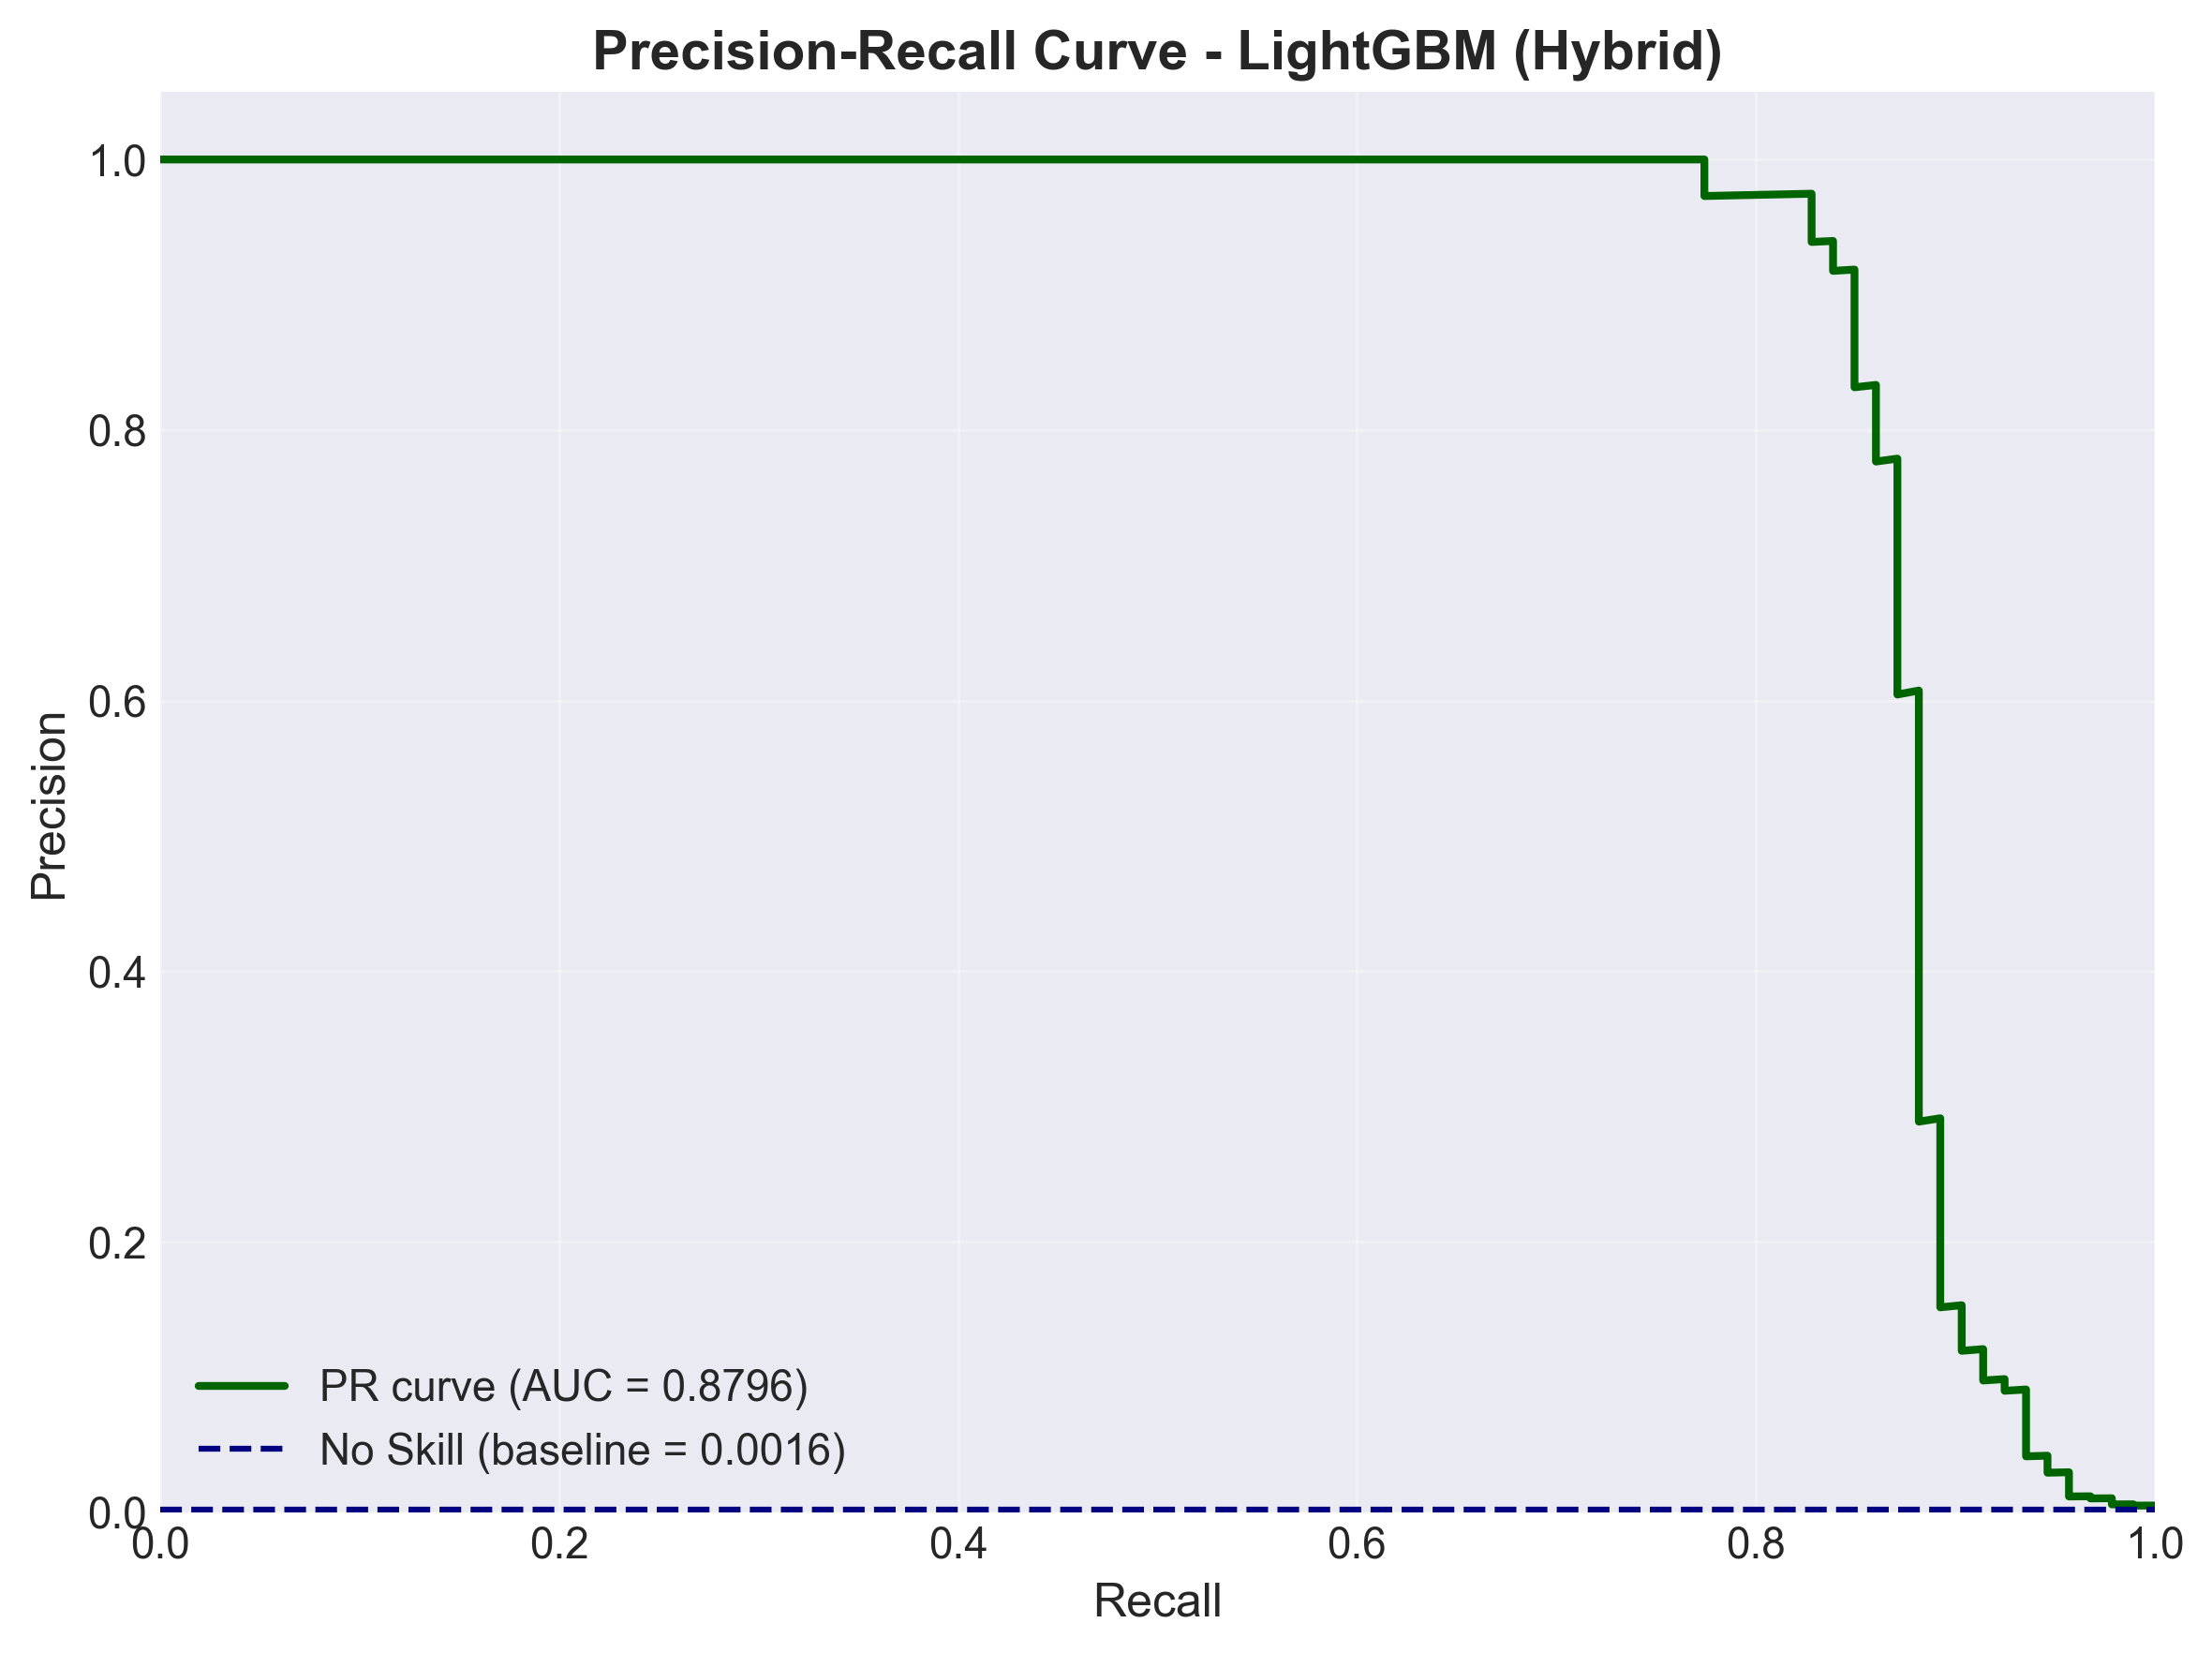 Precision-Recall Curve - LightGBM (Hybrid)
1.0
0.8
0.6
0.4
0.2
0.0
Precision
PR curve (AUC = 0.8796)
No Skill (baseline = 0.0016)
0.0 0.2 0.4 0.6 0.8 1.0
Recall